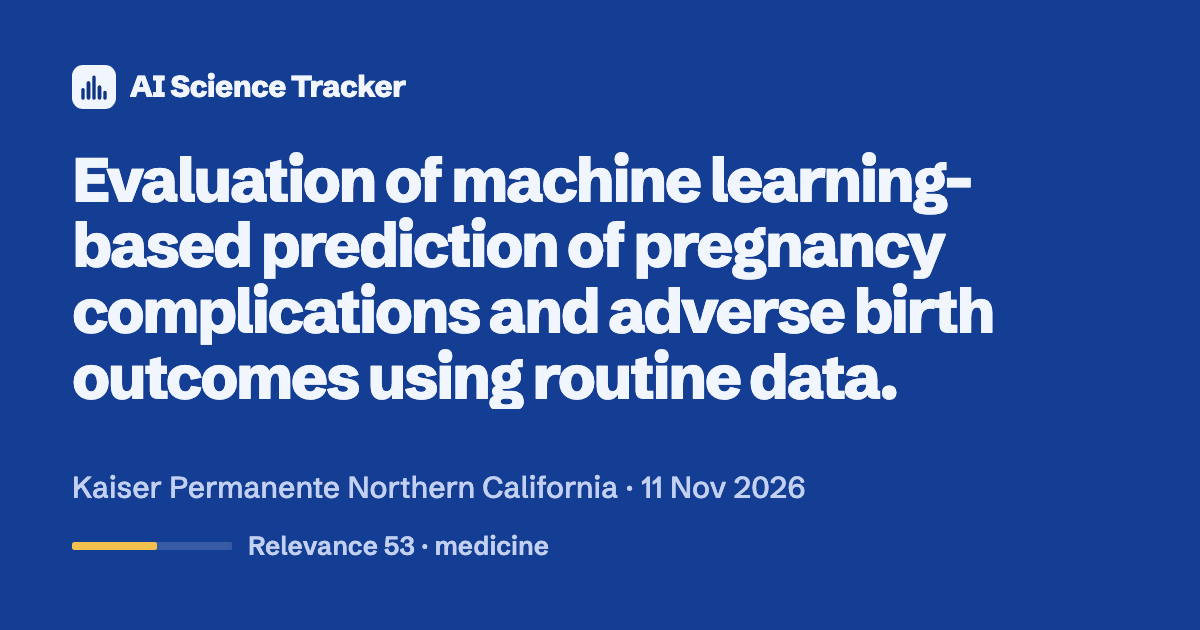 AI Science Tracker
Evaluation of machine learning-
based prediction of pregnancy
complications and adverse birth
outcomes using routine data.
Kaiser Permanente Northern California · 11 Nov 2026
Relevance 53 · medicine